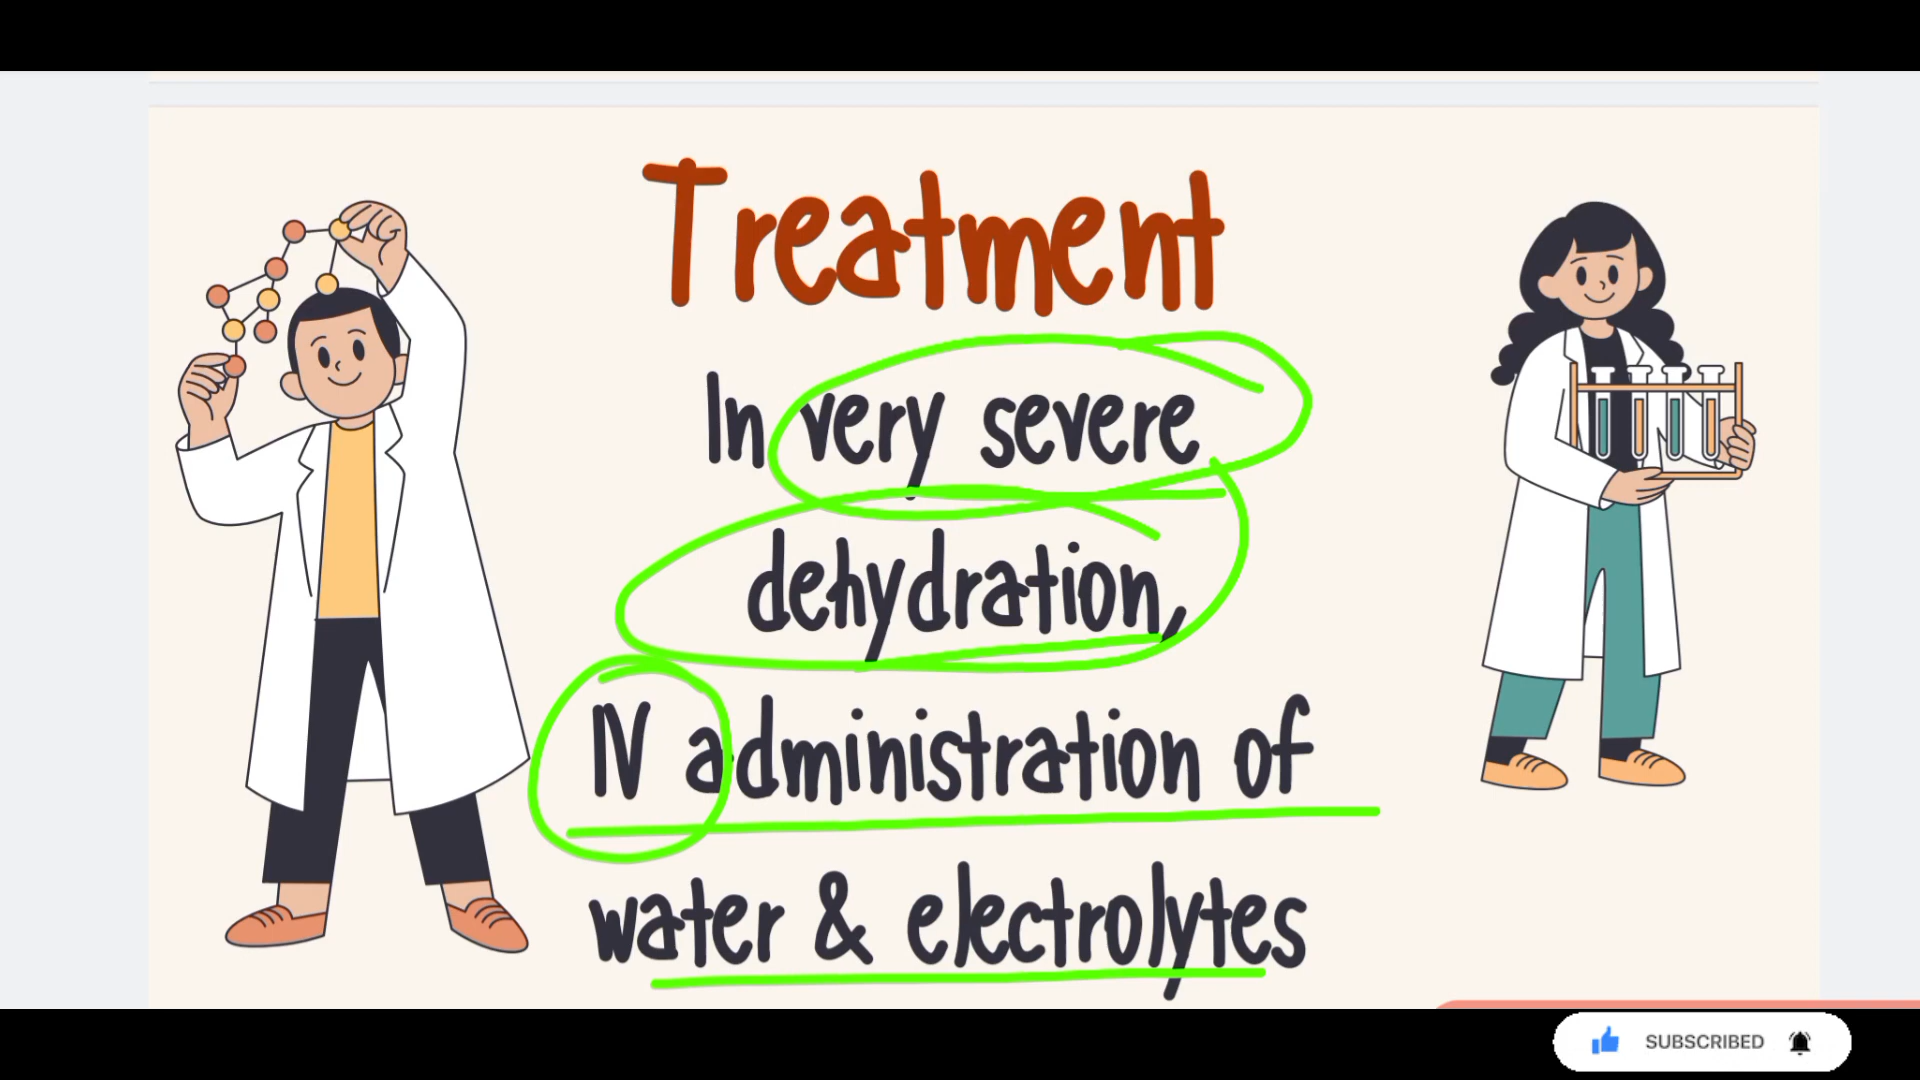 Treatment
In very severe
dehydration,
IV administration of
water & electrolytes
SUBSCRIBED